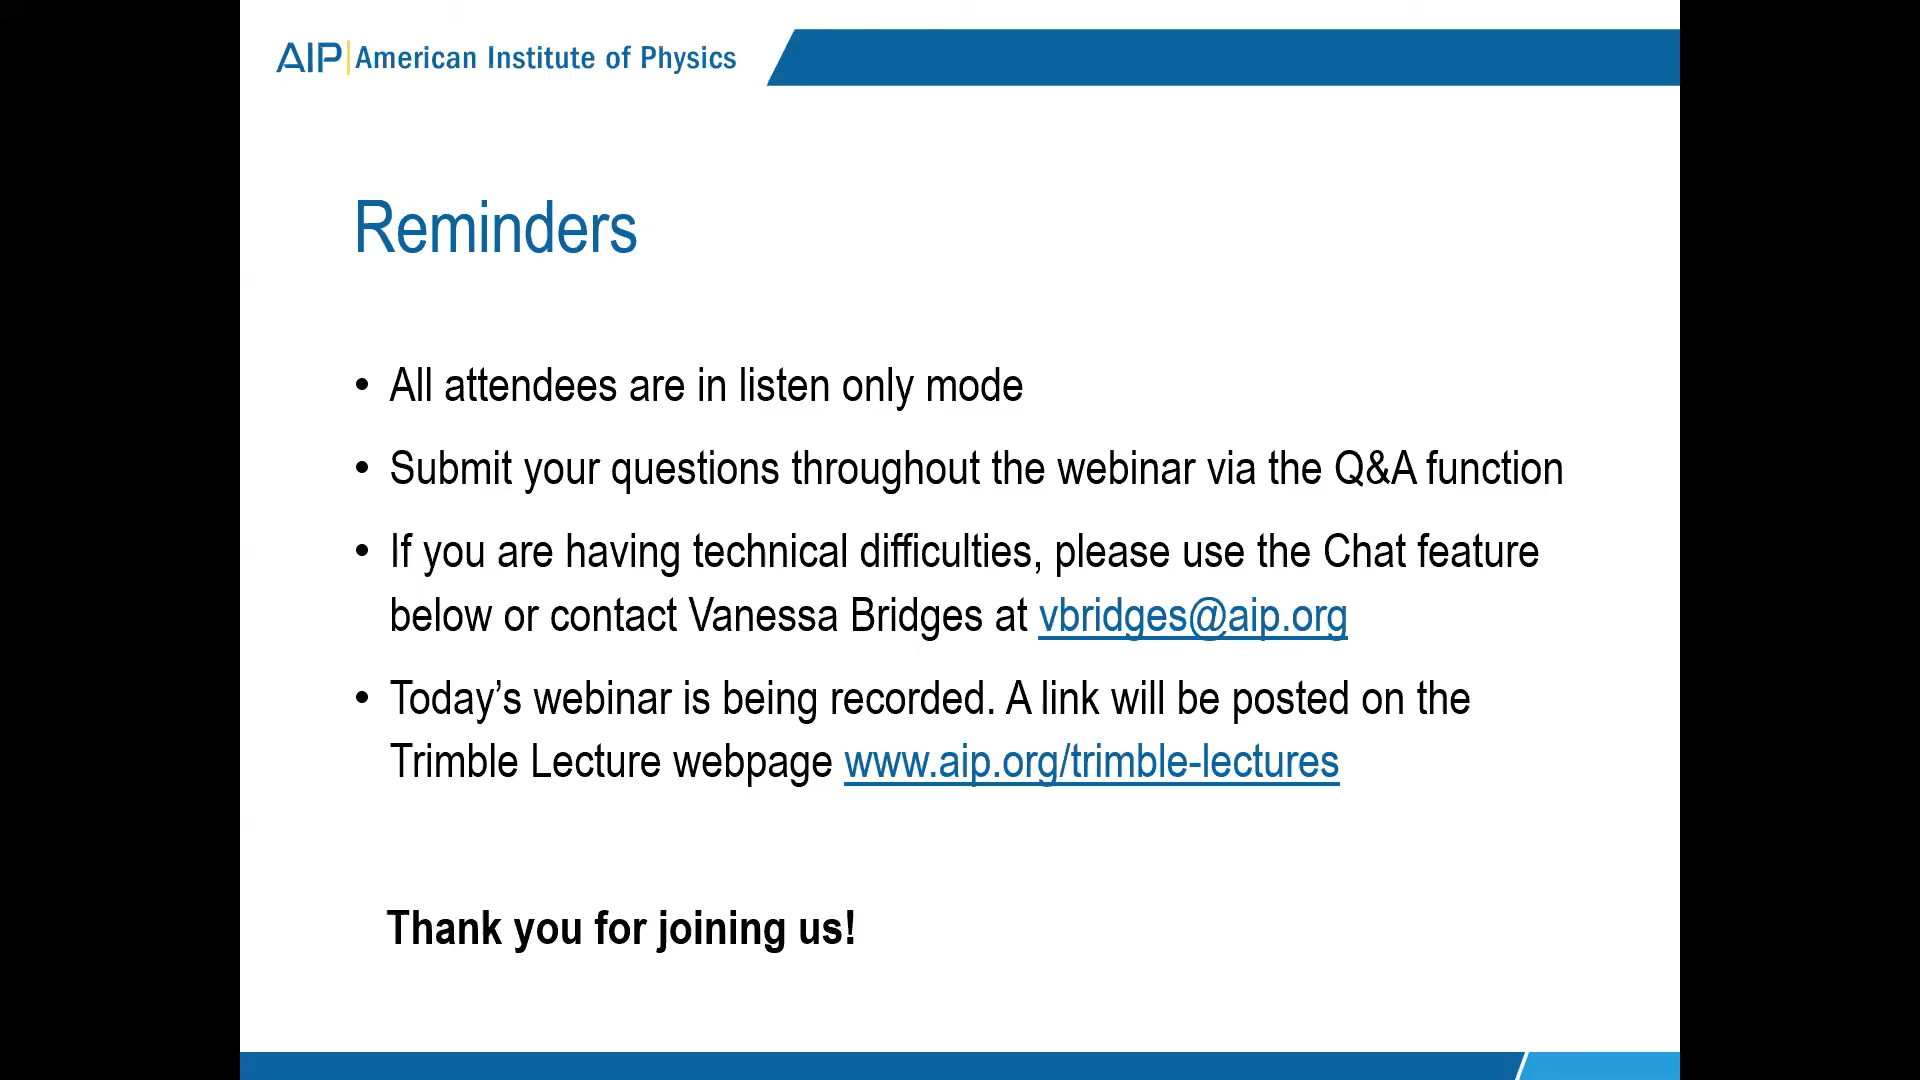 AIP American Institute of Physics
Reminders
• All attendees are in listen only mode
• Submit your questions throughout the webinar via the Q&A function
• If you are having technical difficulties, please use the Chat feature
below or contact Vanessa Bridges at vbridges@aip.org
• Today’s webinar is being recorded. A link will be posted on the
Trimble Lecture webpage www.aip.org/trimble-lectures
Thank you for joining us!